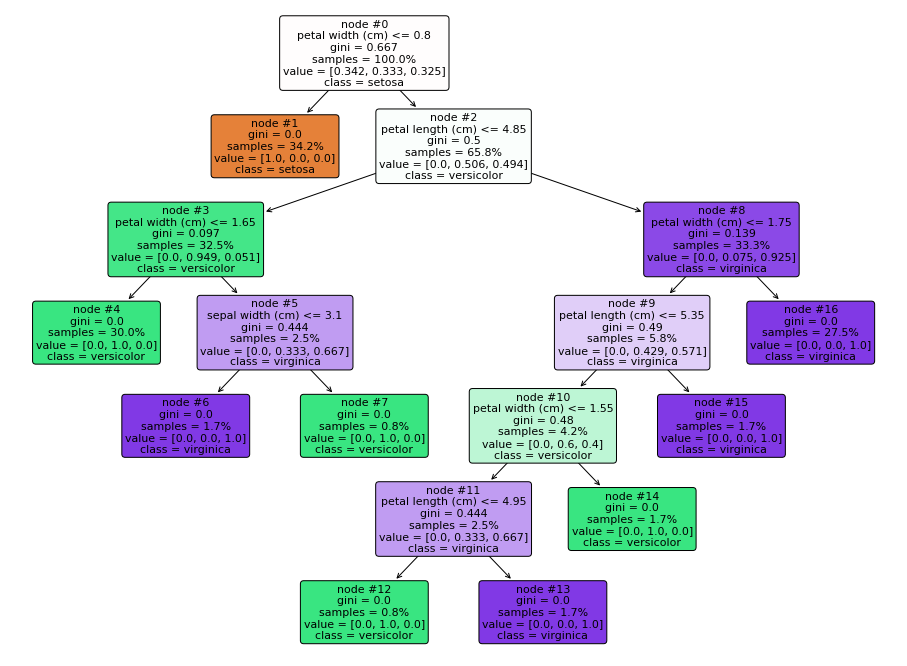 node #0
petal width (cm) <= 0.8
gini = 0.667
samples = 100.0%
value = [0.342, 0.333, 0.325]
class = setosa
node #1
gini = 0.0
samples = 34.2%
value = [1.0, 0.0, 0.0]
class = setosa
node #2
petal length (cm) <= 4.85
gini = 0.5
samples = 65.8%
value = [0.0, 0.506, 0.494]
class = versicolor
node #3
petal width (cm) <= 1.65
gini = 0.097
samples = 32.5%
value = [0.0, 0.949, 0.051]
class = versicolor
node #8
petal width (cm) <= 1.75
gini = 0.139
samples = 33.3%
value = [0.0, 0.075, 0.925]
class = virginica
node #4
gini = 0.0
samples = 30.0%
value = [0.0, 1.0, 0.0]
class = versicolor
node #5
sepal width (cm) <= 3.1
gini = 0.444
samples = 2.5%
value = [0.0, 0.333, 0.667]
class = virginica
node #9
petal length (cm) <= 5.35
gini = 0.49
samples = 5.8%
value = [0.0, 0.429, 0.571]
class = virginica
node #16
gini = 0.0
samples = 27.5%
value = [0.0, 0.0, 1.0]
class = virginica
node #6
gini = 0.0
samples = 1.7%
value = [0.0, 0.0, 1.0]
class = virginica
node #7
gini = 0.0
samples = 0.8%
value = [0.0, 1.0, 0.0]
class = versicolor
node #10
petal width (cm) <= 1.55
gini = 0.48
samples = 4.2%
value = [0.0, 0.6, 0.4]
class = versicolor
node #15
gini = 0.0
samples = 1.7%
value = [0.0, 0.0, 1.0]
class = virginica
node #11
petal length (cm) <= 4.95
gini = 0.444
samples = 2.5%
value = [0.0, 0.333, 0.667]
class = virginica
node #14
gini = 0.0
samples = 1.7%
value = [0.0, 1.0, 0.0]
class = versicolor
node #12
gini = 0.0
samples = 0.8%
value = [0.0, 1.0, 0.0]
class = versicolor
node #13
gini = 0.0
samples = 1.7%
value = [0.0, 0.0, 1.0]
class = virginica